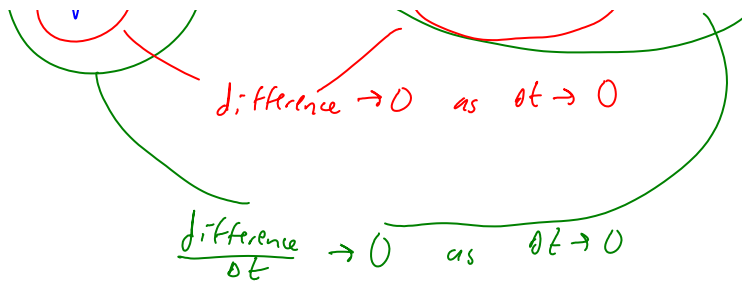 difference → 0 as Δt → 0
difference / Δt → 0 as Δt → 0